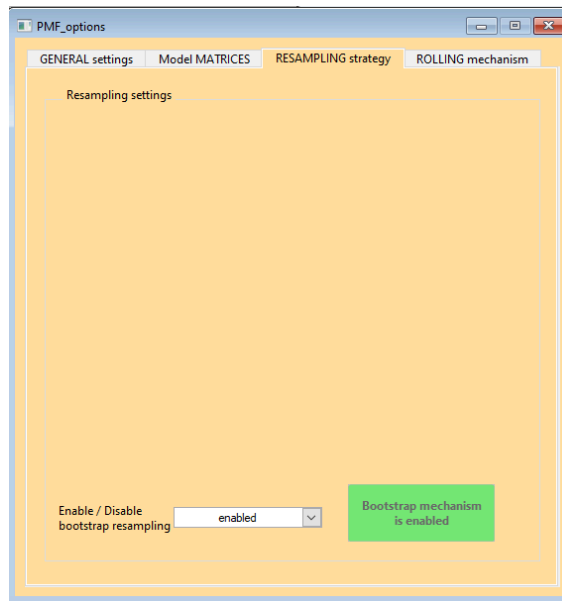 PMF_options
GENERAL settings Model MATRICES RESAMPLING strategy ROLLING mechanism
Resampling settings
Enable / Disable
bootstrap resampling
enabled
Bootstrap mechanism
is enabled